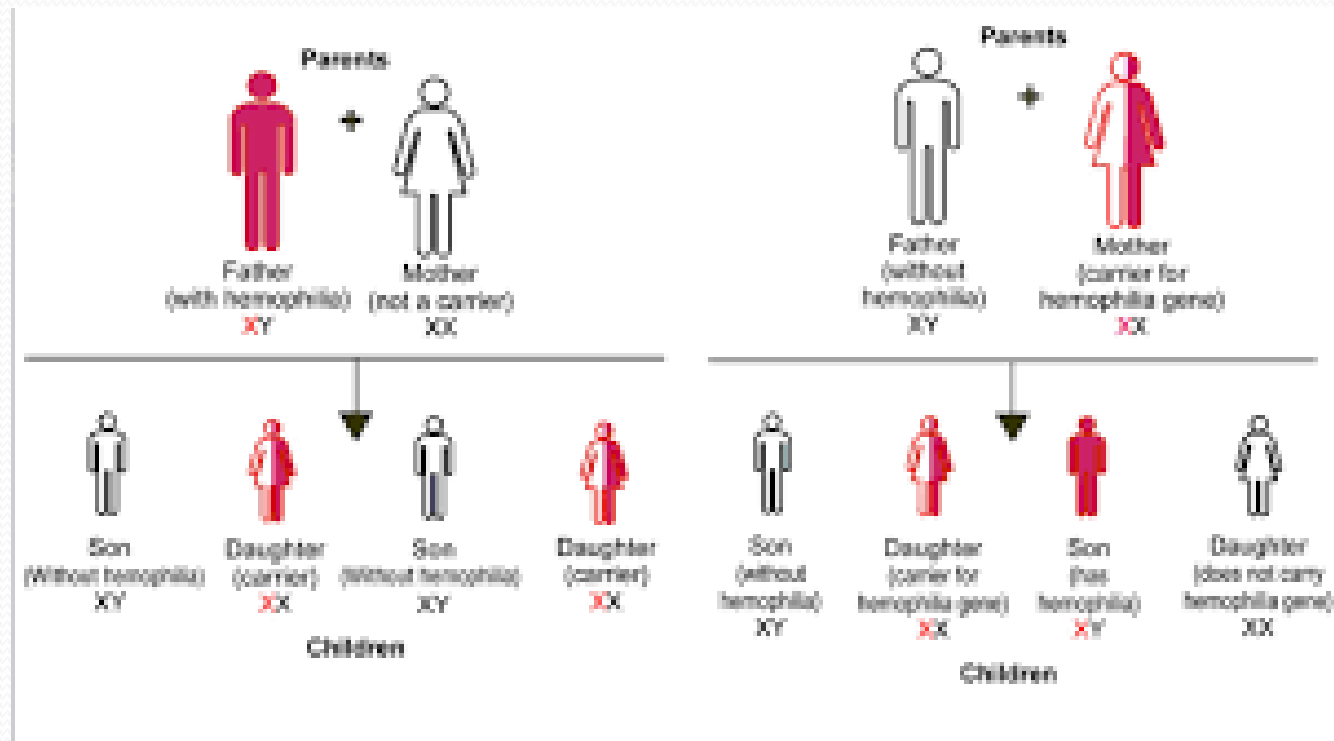 Parents
+
Father
(with hemophilia)
XY
Mother
(not a carrier)
XX
Son
(Without hemophilia)
XY
Daughter
(carrier)
XX
Son
(Without hemophilia)
XY
Daughter
(carrier)
XX
Children
Parents
+
Father
(without
hemophilia)
XY
Mother
(carrier for
hemophilia gene)
XX
Son
(without
hemophilia)
XY
Daughter
(carrier for
hemophilia gene)
XX
Son
(has
hemophilia)
XY
Daughter
(does not carry
hemophilia gene)
XX
Children